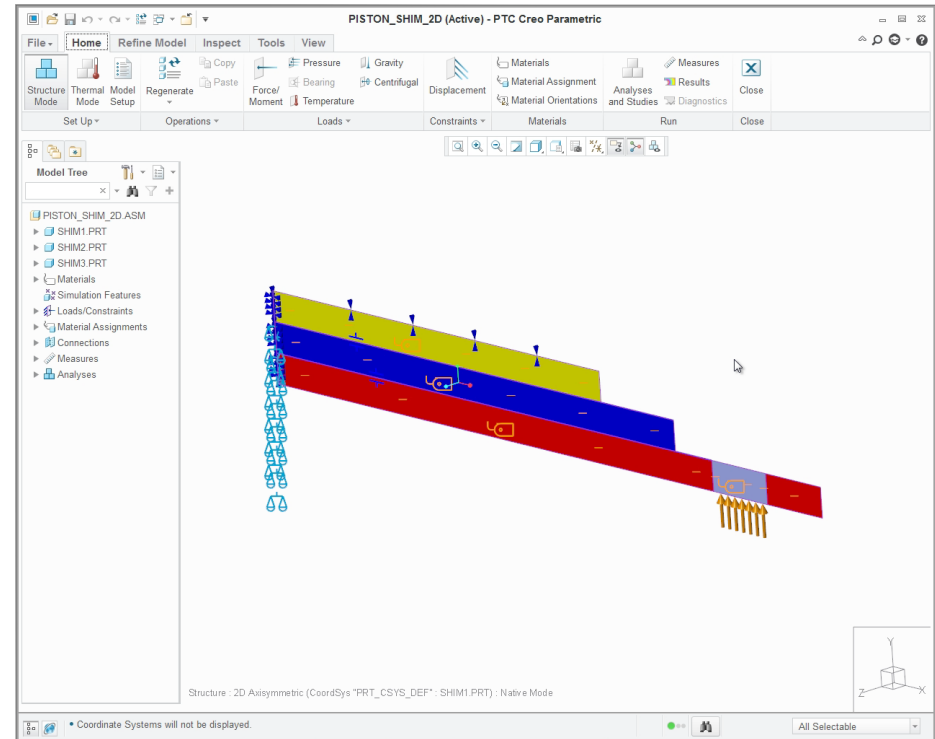 PISTON_SHIM_2D (Active) - PTC Creo Parametric
File Home Refine Model Inspect Tools View
Structure Mode
Thermal Mode
Model Setup
Set Up
Regenerate
Copy
Paste
Operations
Force/ Moment
Pressure
Bearing
Temperature
Gravity
Centrifugal
Loads
Displacement
Constraints
Materials
Material Assignment
Material Orientations
Materials
Analyses and Studies
Measures
Results
Diagnostics
Run
Close
Close
Model Tree
PISTON_SHIM_2D.ASM
SHIM1.PRT
SHIM2.PRT
SHIM3.PRT
Materials
Simulation Features
Loads/Constraints
Material Assignments
Connections
Measures
Analyses
Structure : 2D Axisymmetric (CoordSys "PRT_CSYS_DEF" : SHIM1.PRT) : Native Mode
Y
Z
X
• Coordinate Systems will not be displayed.
All Selectable